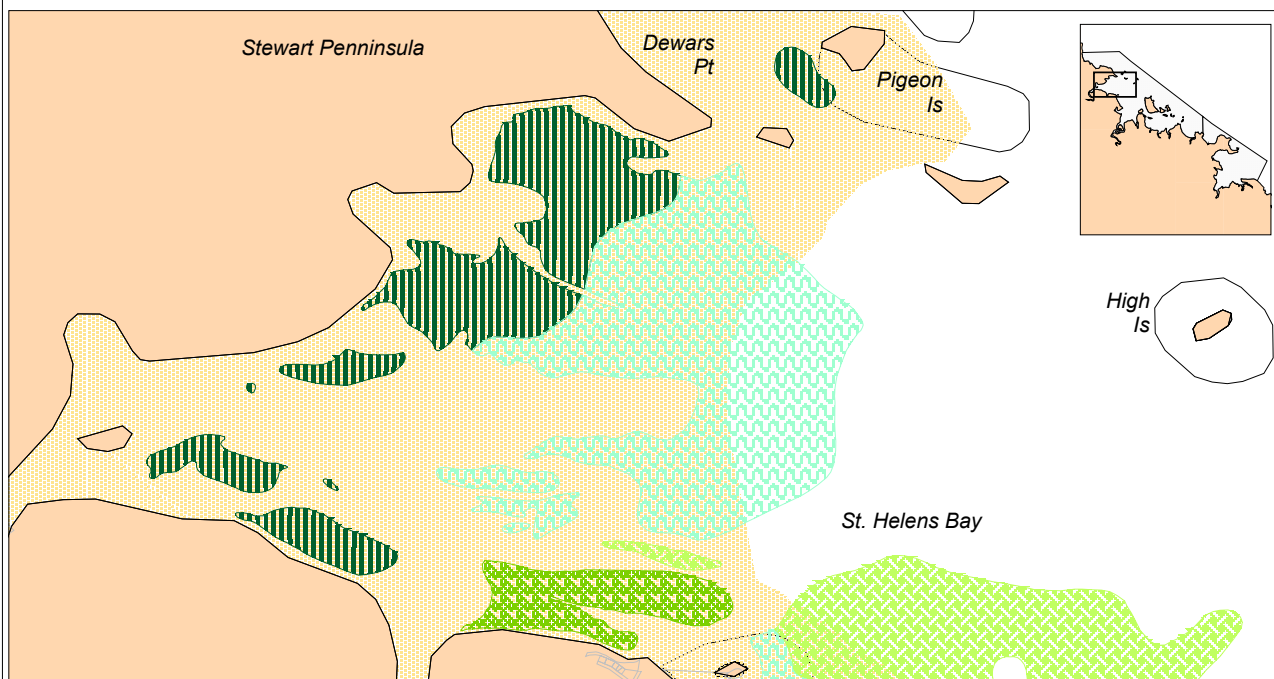 Stewart Penninsula
Dewars
Pt
Pigeon
Is
High
Is
St. Helens Bay